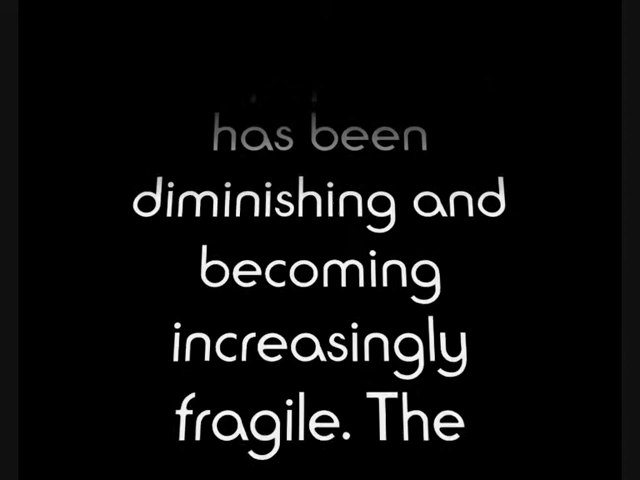 has been
diminishing and
becoming
increasingly
fragile. The